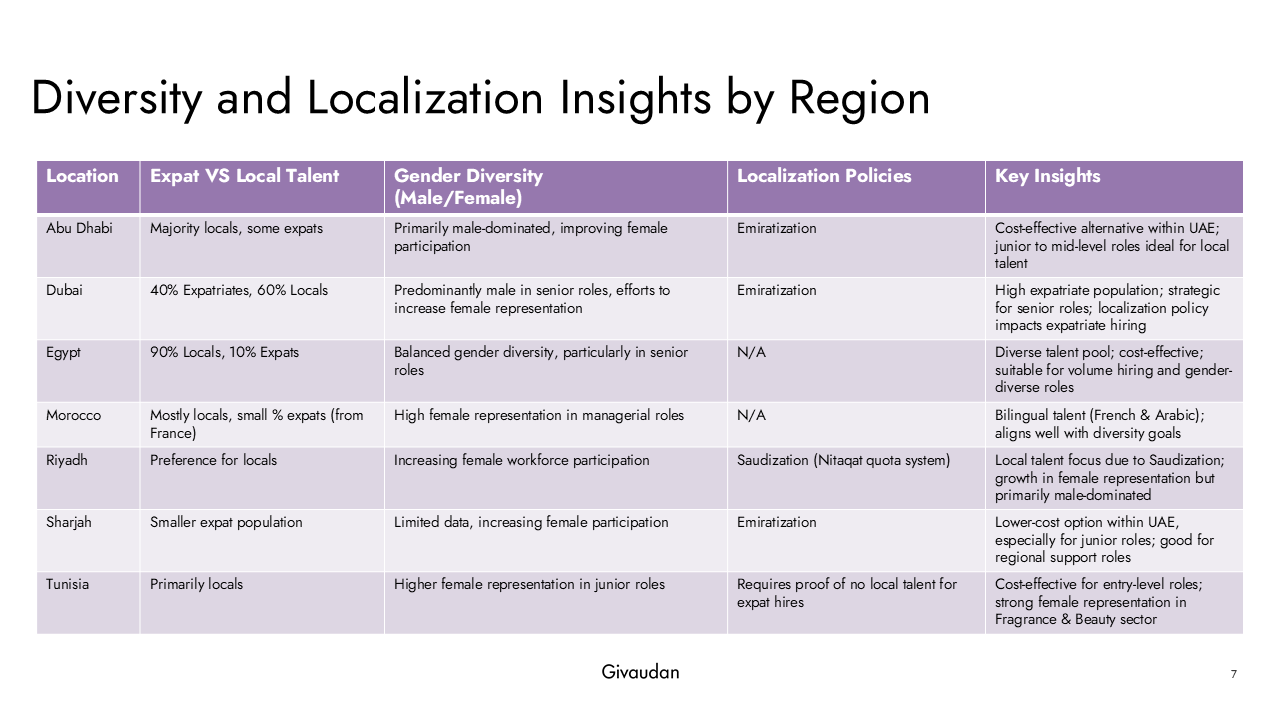 Diversity and Localization Insights by Region
Location
Expat VS Local Talent
Gender Diversity
(Male/Female)
Localization Policies
Key Insights
Abu Dhabi
Majority locals, some expats
Primarily male-dominated, improving female
participation
Emiratization
Cost-effective alternative within UAE;
junior to mid-level roles ideal for local
talent
Dubai
40% Expatriates, 60% Locals
Predominantly male in senior roles, efforts to
increase female representation
Emiratization
High expatriate population; strategic
for senior roles; localization policy
impacts expatriate hiring
Egypt
90% Locals, 10% Expats
Balanced gender diversity, particularly in senior
roles
N/A
Diverse talent pool; cost-effective;
suitable for volume hiring and gender-
diverse roles
Morocco
Mostly locals, small % expats (from
France)
High female representation in managerial roles
N/A
Bilingual talent (French & Arabic);
aligns well with diversity goals
Riyadh
Preference for locals
Increasing female workforce participation
Saudization (Nitaqat quota system)
Local talent focus due to Saudization;
growth in female representation but
primarily male-dominated
Sharjah
Smaller expat population
Limited data, increasing female participation
Emiratization
Lower-cost option within UAE,
especially for junior roles; good for
regional support roles
Tunisia
Primarily locals
Higher female representation in junior roles
Requires proof of no local talent for
expat hires
Cost-effective for entry-level roles;
strong female representation in
Fragrance & Beauty sector
Givaudan
7